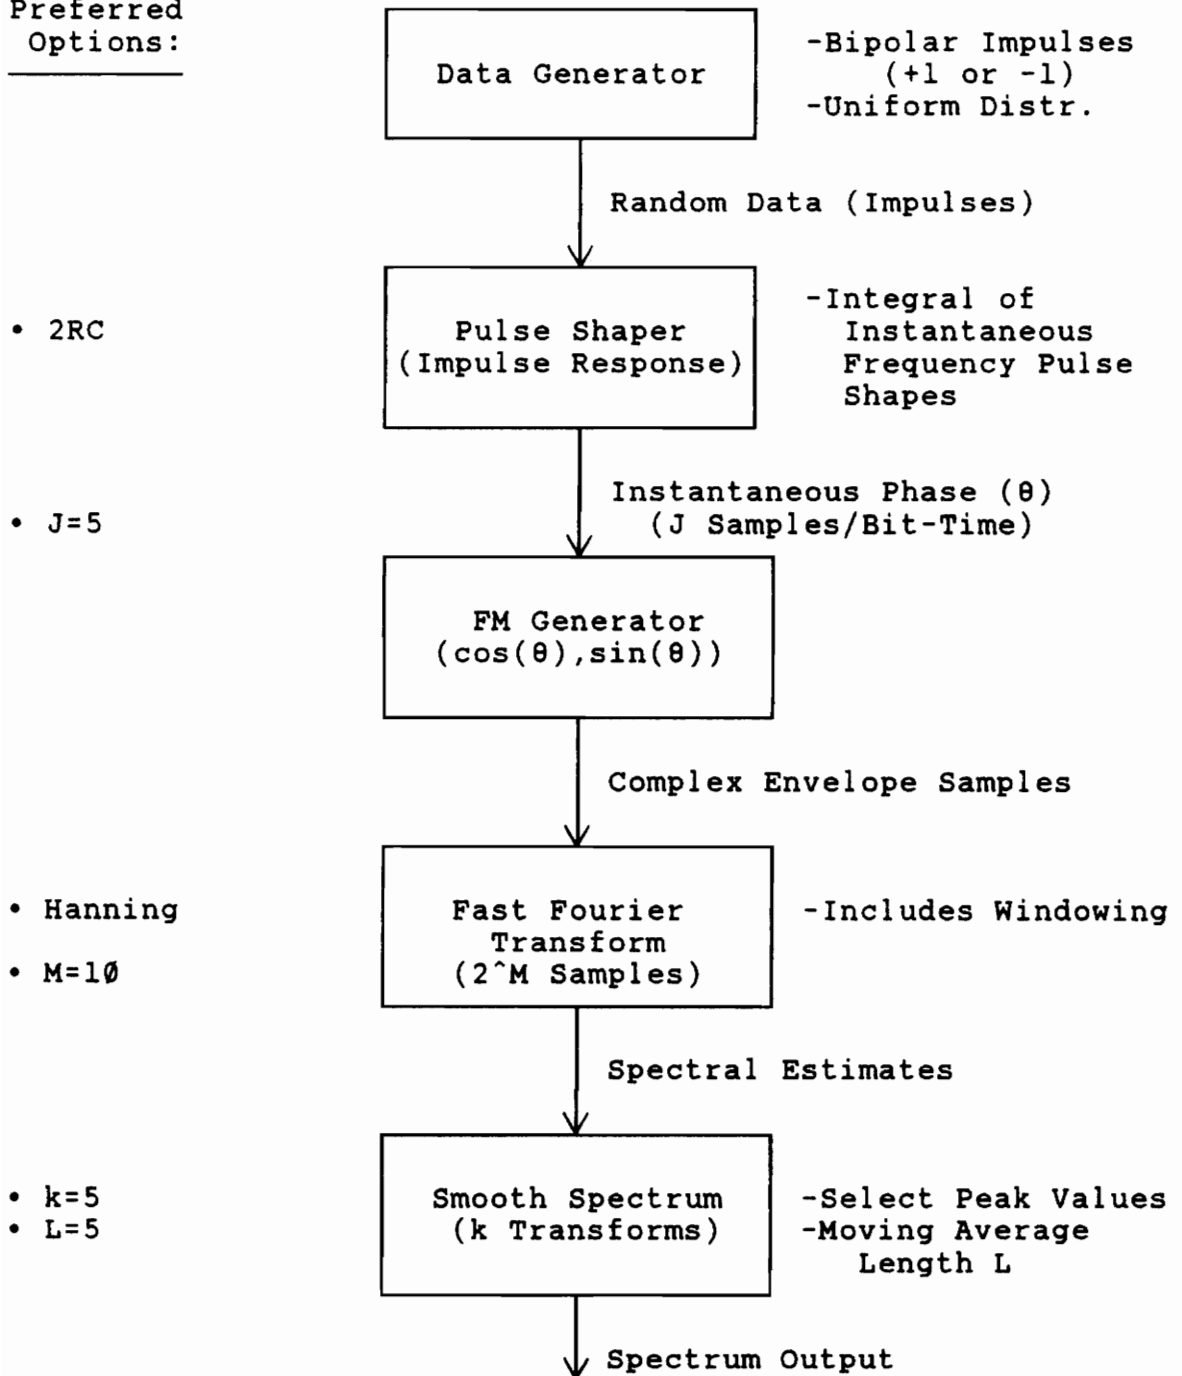 Preferred
Options:
Data Generator
-Bipolar Impulses
(+1 or -1)
-Uniform Distr.
Random Data (Impulses)
• 2RC
Pulse Shaper
(Impulse Response)
-Integral of
Instantaneous
Frequency Pulse
Shapes
• J=5
Instantaneous Phase (θ)
(J Samples/Bit-Time)
FM Generator
(cos(θ),sin(θ))
Complex Envelope Samples
• Hanning
• M=10
Fast Fourier
Transform
(2^M Samples)
-Includes Windowing
Spectral Estimates
• k=5
• L=5
Smooth Spectrum
(k Transforms)
-Select Peak Values
-Moving Average
Length L
Spectrum Output